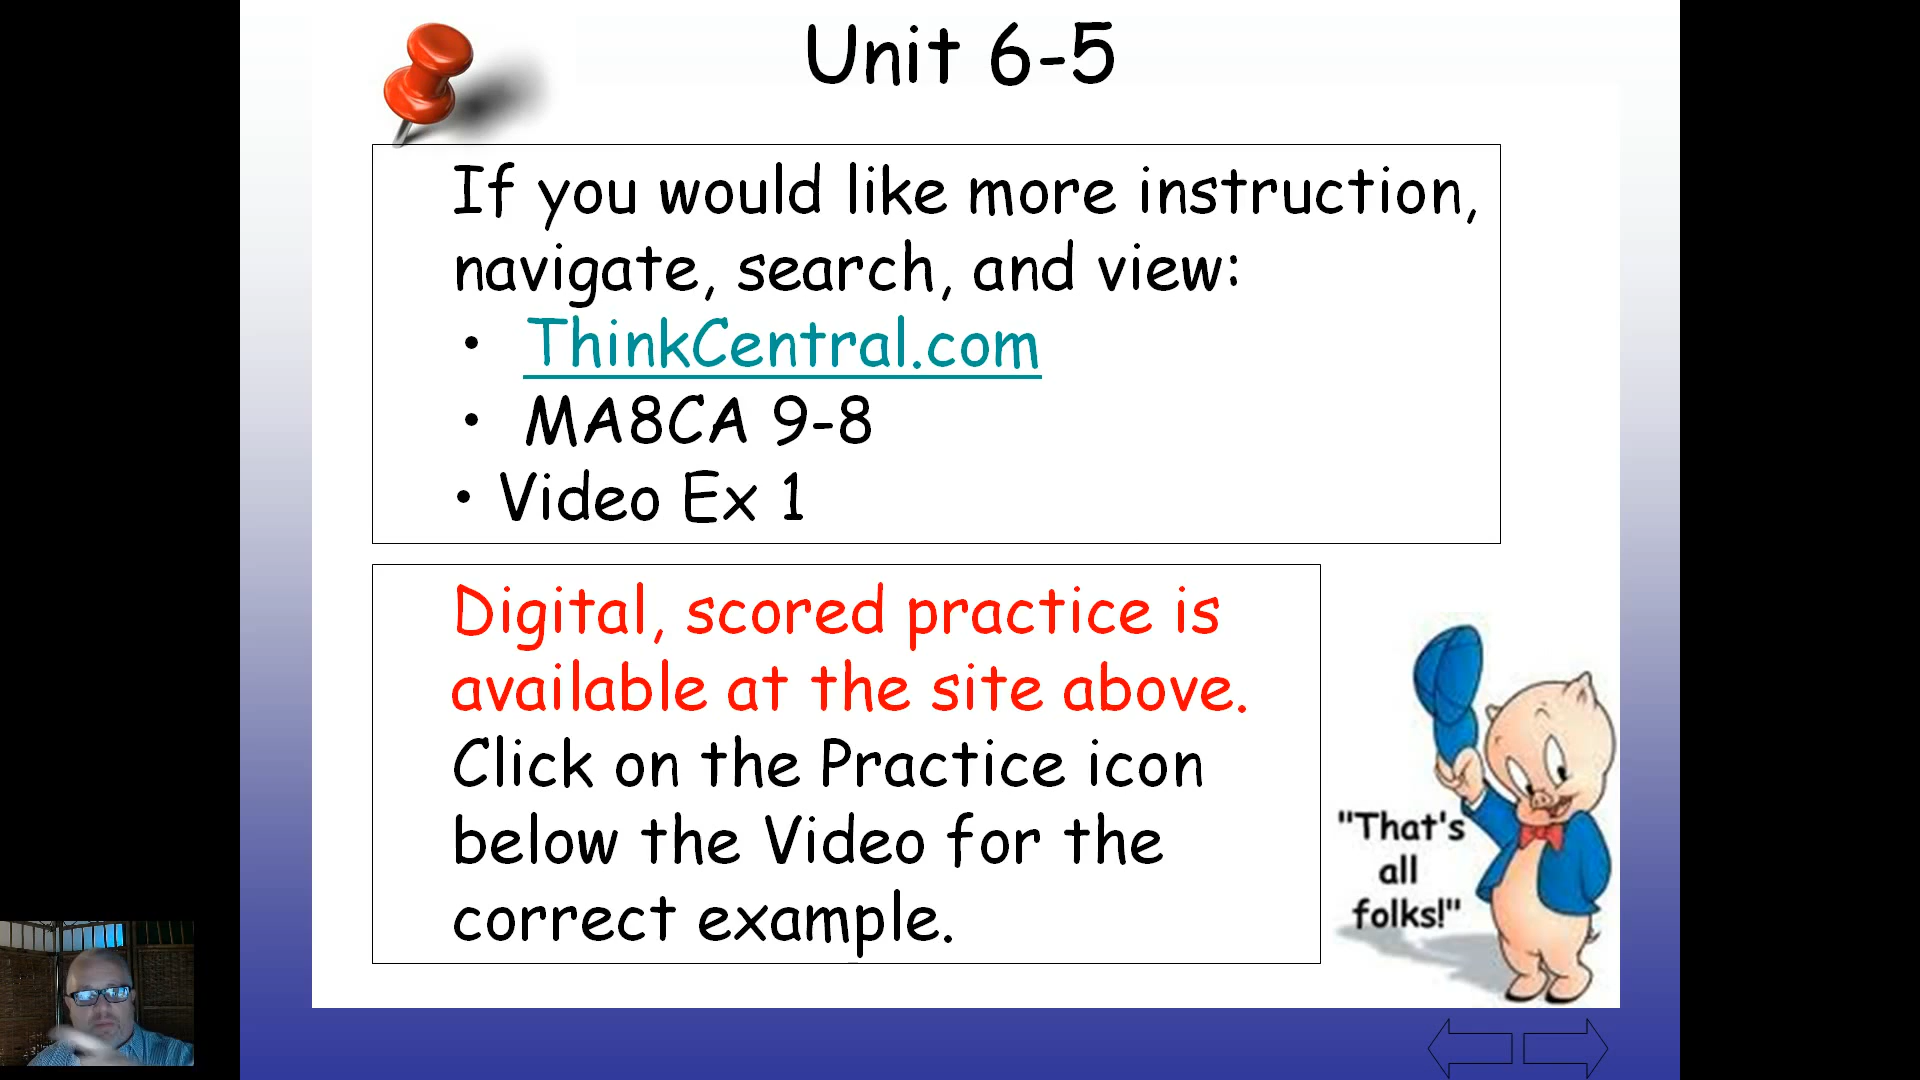 Unit 6-5
If you would like more instruction,
navigate, search, and view:
• ThinkCentral.com
• MA8CA 9-8
• Video Ex 1
Digital, scored practice is
available at the site above.
Click on the Practice icon
below the Video for the
correct example.
"That's
all
folks!"